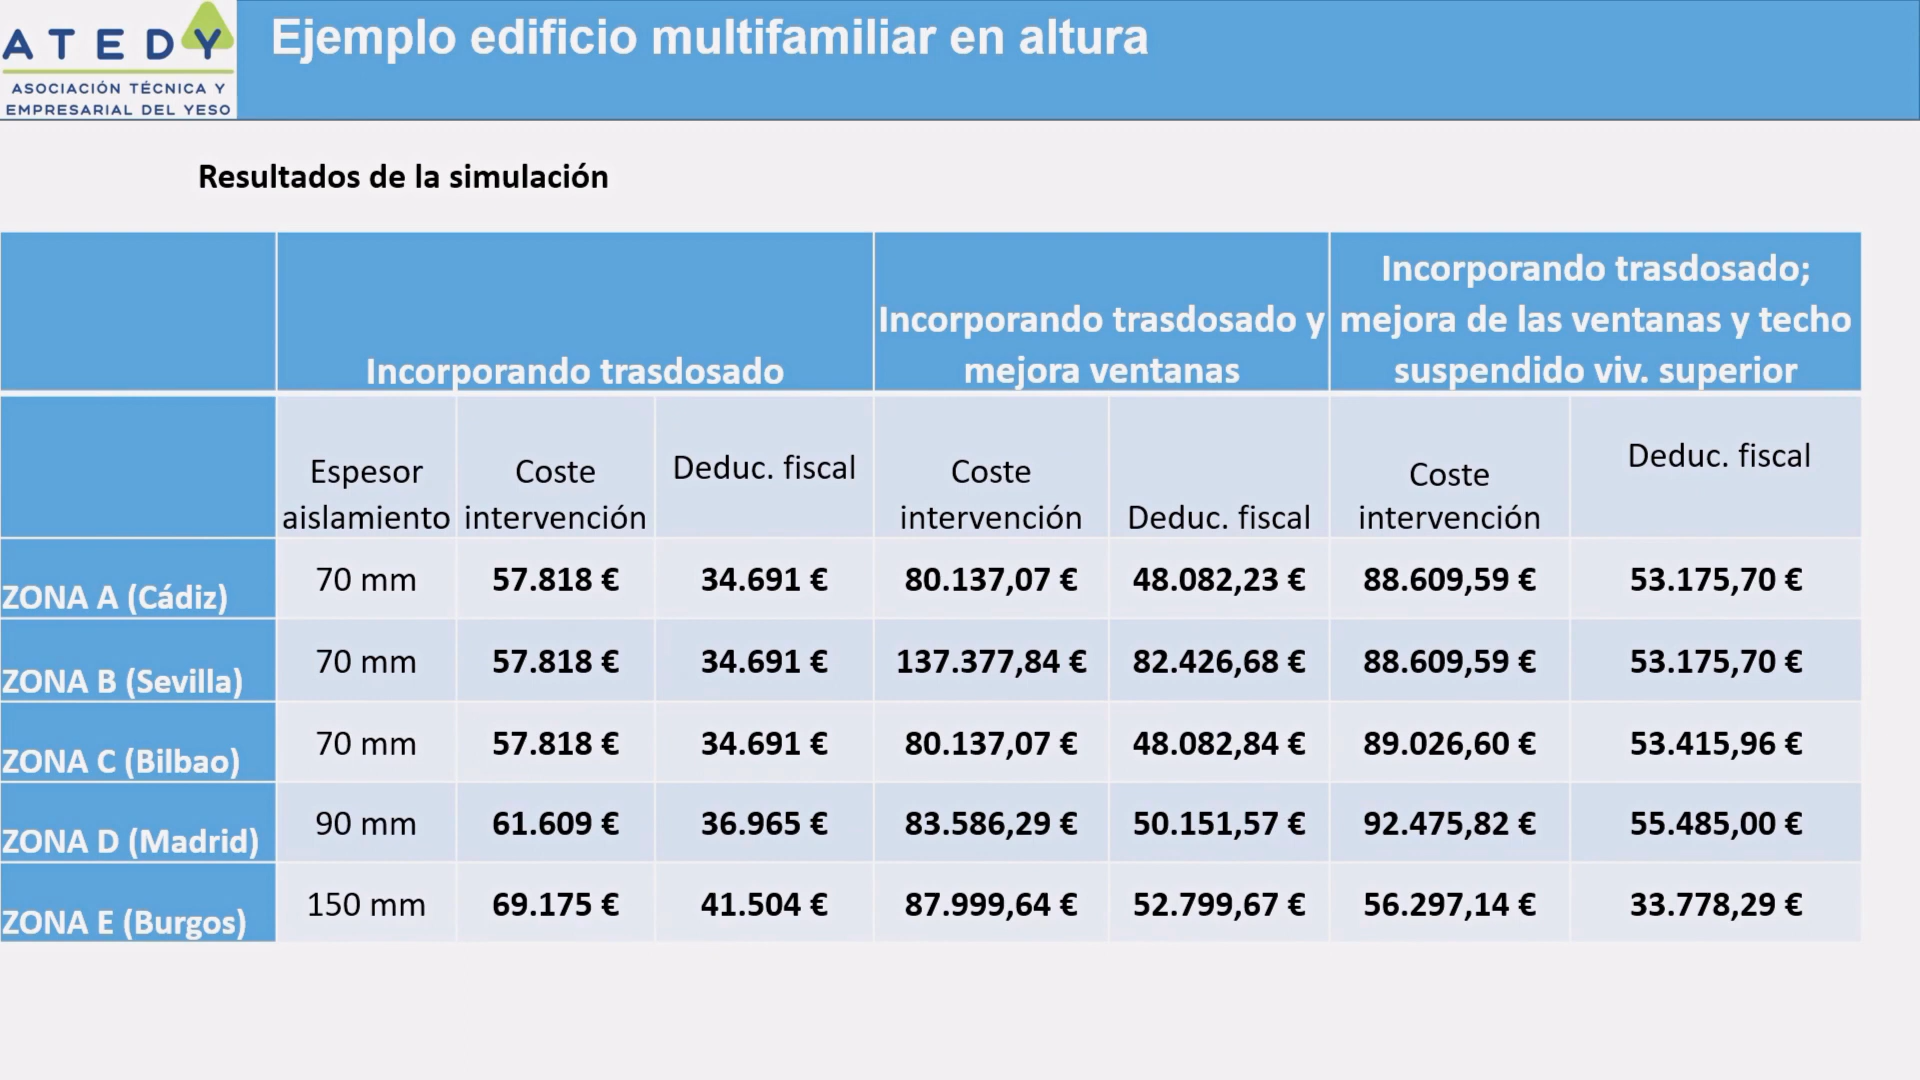 ATEDY
ASOCIACIÓN TÉCNICA Y
EMPRESARIAL DEL YESO
Ejemplo edificio multifamiliar en altura
Resultados de la simulación
Incorporando trasdosado
Incorporando trasdosado y
mejora ventanas
Incorporando trasdosado;
mejora de las ventanas y techo
suspendido viv. superior
Espesor
aislamiento
Coste
intervención
Deduc. fiscal
Coste
intervención
Deduc. fiscal
Coste
intervención
Deduc. fiscal
ZONA A (Cádiz) 70 mm 57.818 € 34.691 € 80.137,07 € 48.082,23 € 88.609,59 € 53.175,70 €
ZONA B (Sevilla) 70 mm 57.818 € 34.691 € 137.377,84 € 82.426,68 € 88.609,59 € 53.175,70 €
ZONA C (Bilbao) 70 mm 57.818 € 34.691 € 80.137,07 € 48.082,84 € 89.026,60 € 53.415,96 €
ZONA D (Madrid) 90 mm 61.609 € 36.965 € 83.586,29 € 50.151,57 € 92.475,82 € 55.485,00 €
ZONA E (Burgos) 150 mm 69.175 € 41.504 € 87.999,64 € 52.799,67 € 56.297,14 € 33.778,29 €